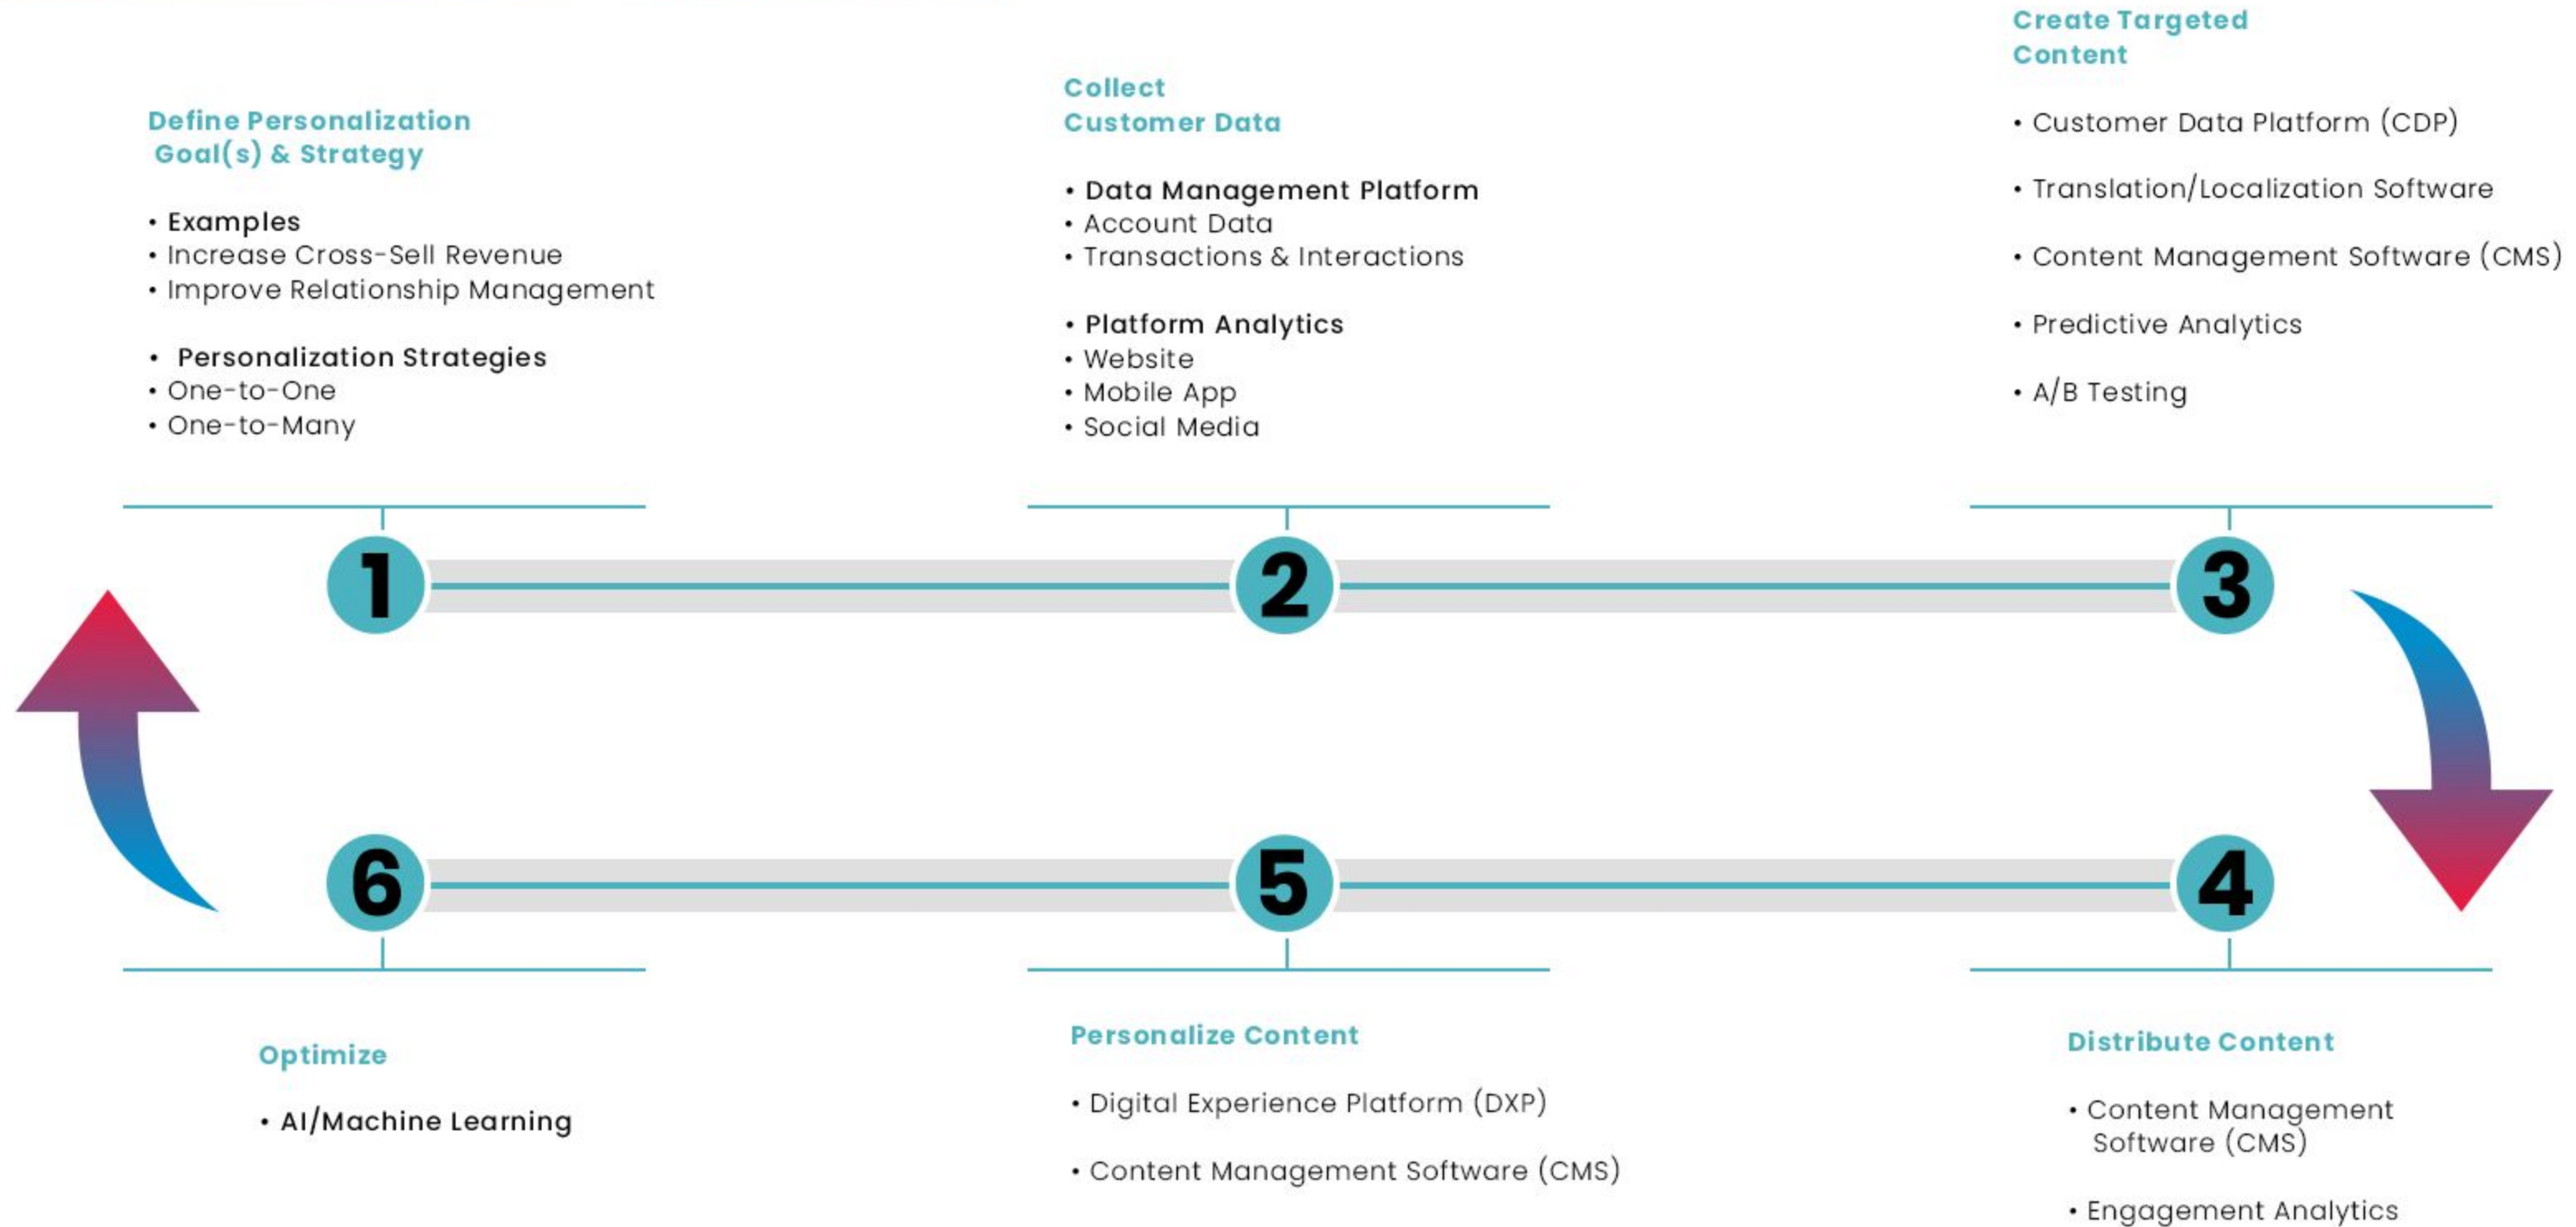 Define Personalization
Goal(s) & Strategy
• Examples
• Increase Cross-Sell Revenue
• Improve Relationship Management
• Personalization Strategies
• One-to-One
• One-to-Many
Collect
Customer Data
• Data Management Platform
• Account Data
• Transactions & Interactions
• Platform Analytics
• Website
• Mobile App
• Social Media
Create Targeted
Content
• Customer Data Platform (CDP)
• Translation/Localization Software
• Content Management Software (CMS)
• Predictive Analytics
• A/B Testing
1
2
3
6
5
4
Optimize
• AI/Machine Learning
Personalize Content
• Digital Experience Platform (DXP)
• Content Management Software (CMS)
Distribute Content
• Content Management
Software (CMS)
• Engagement Analytics